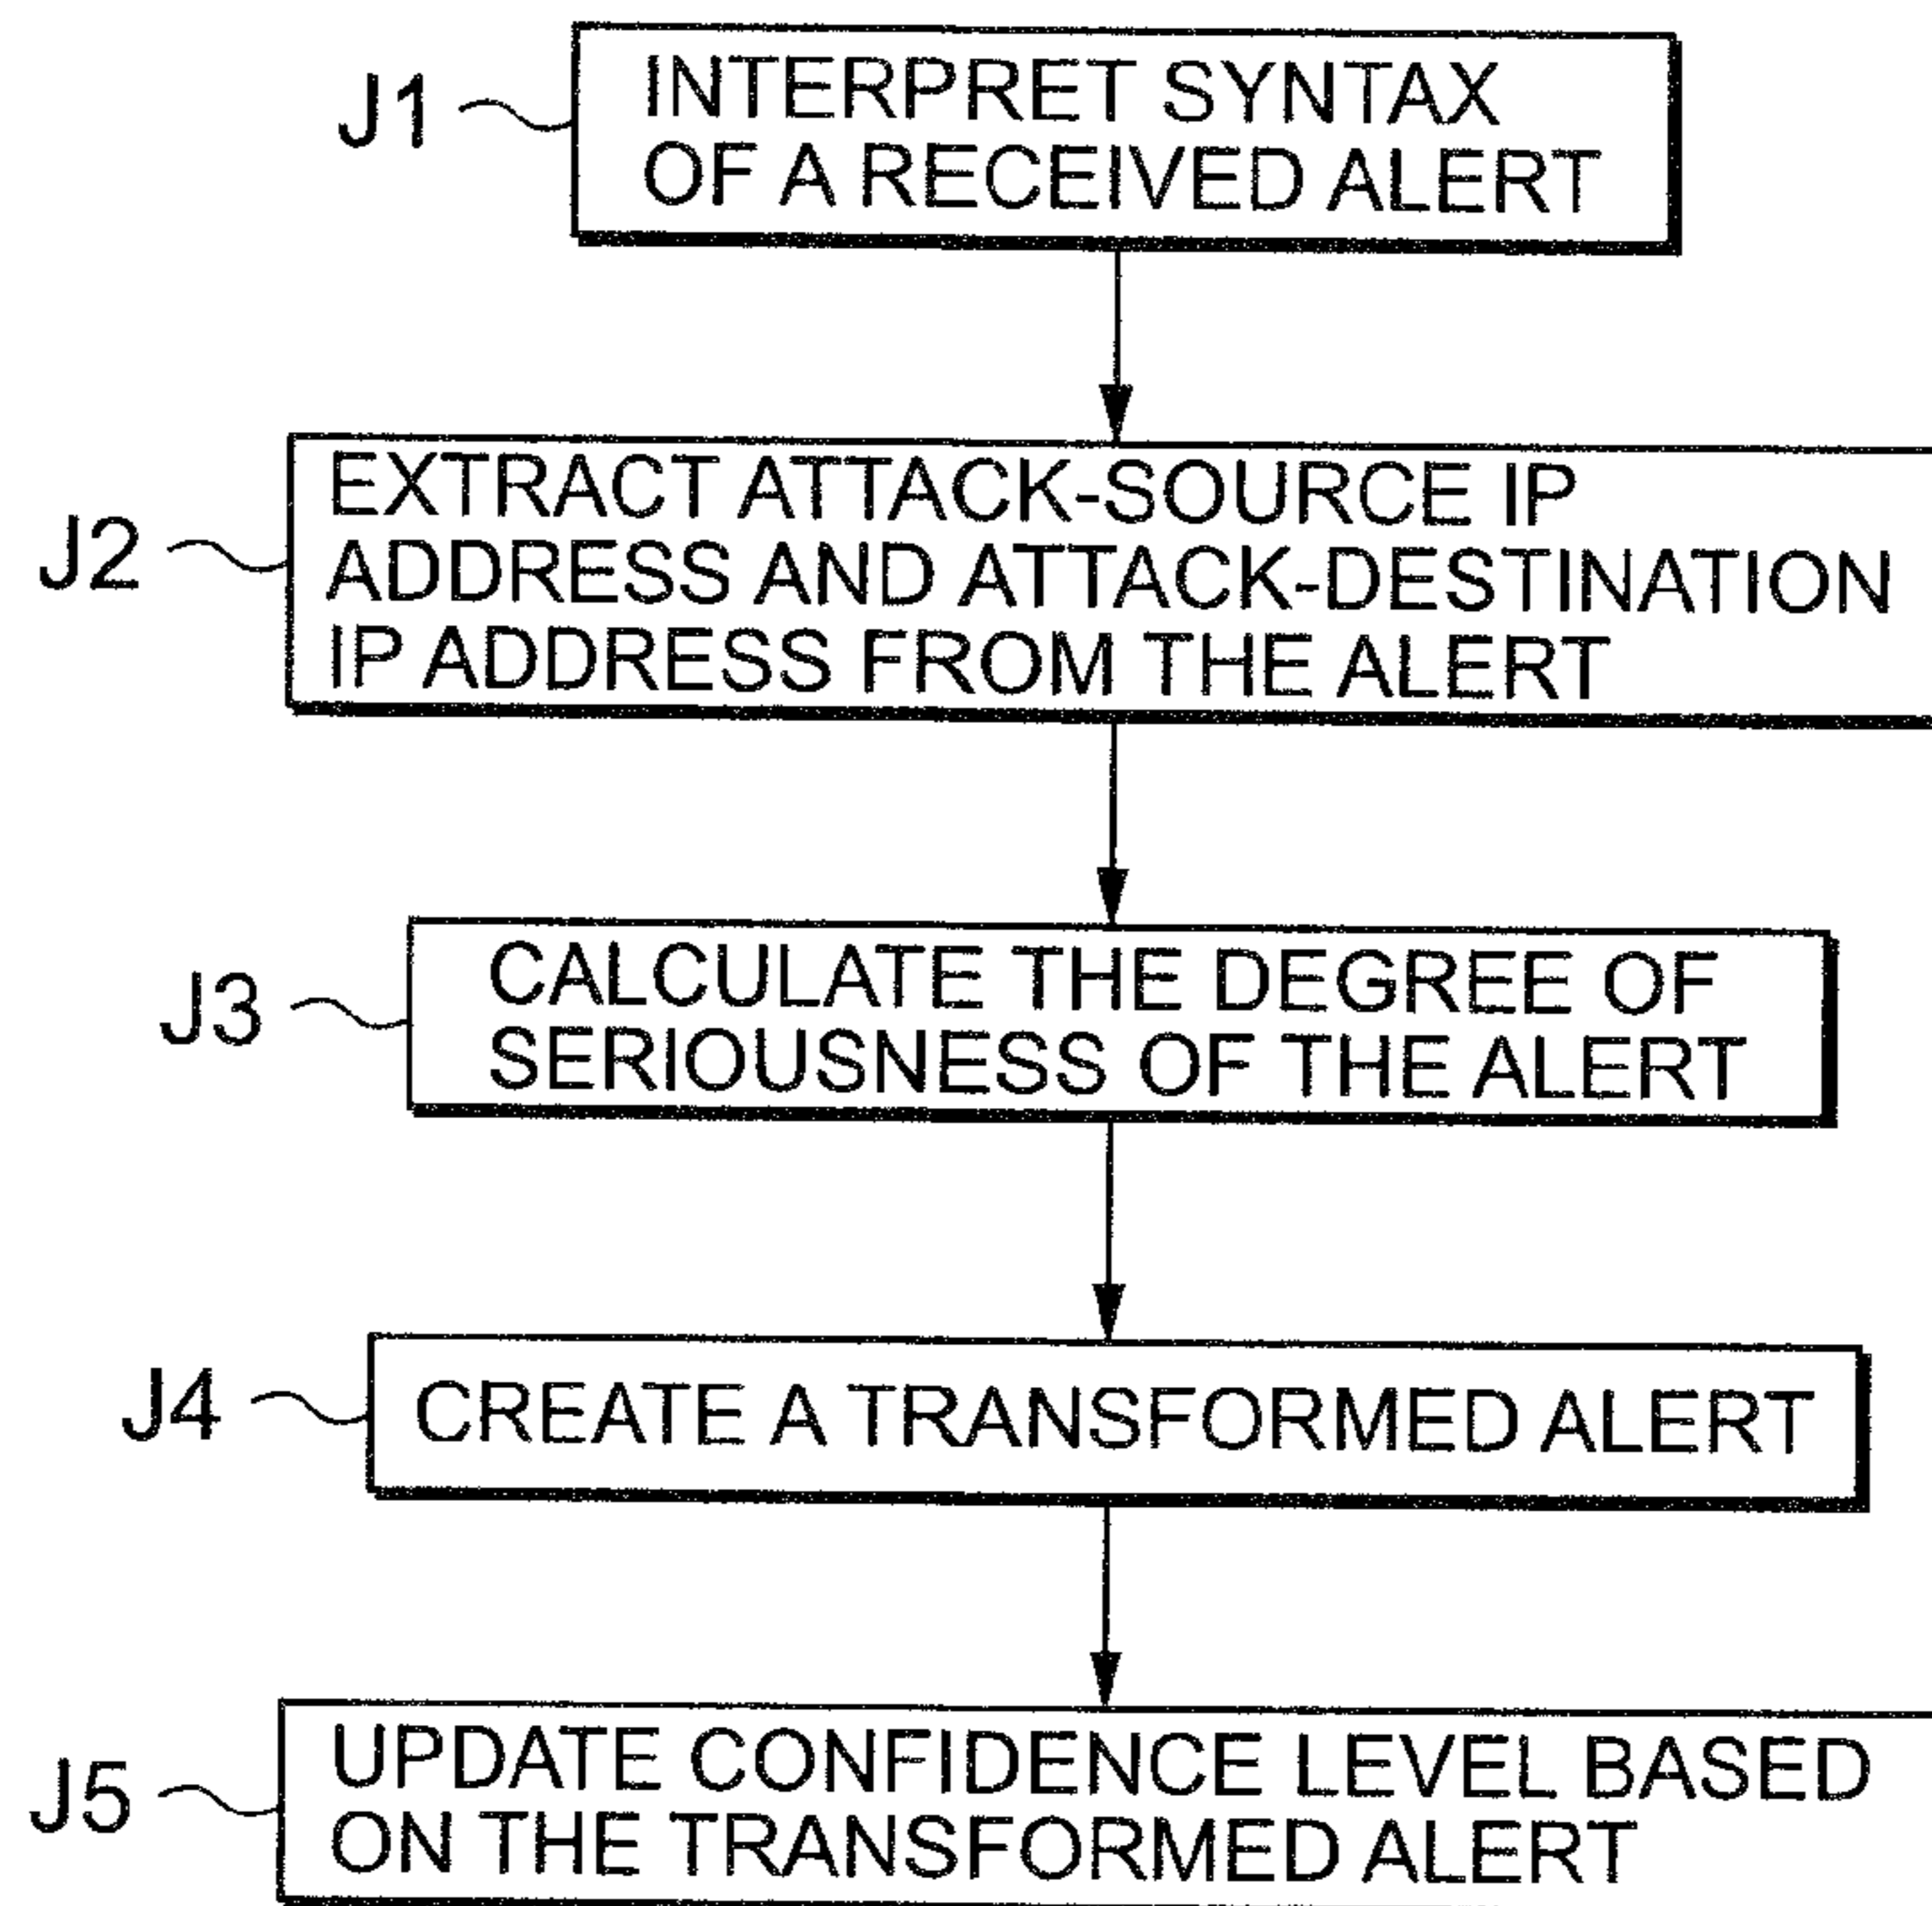 J1
INTERPRET SYNTAX
OF A RECEIVED ALERT
J2
EXTRACT ATTACK-SOURCE IP
ADDRESS AND ATTACK-DESTINATION
IP ADDRESS FROM THE ALERT
J3
CALCULATE THE DEGREE OF
SERIOUSNESS OF THE ALERT
J4
CREATE A TRANSFORMED ALERT
J5
UPDATE CONFIDENCE LEVEL BASED
ON THE TRANSFORMED ALERT